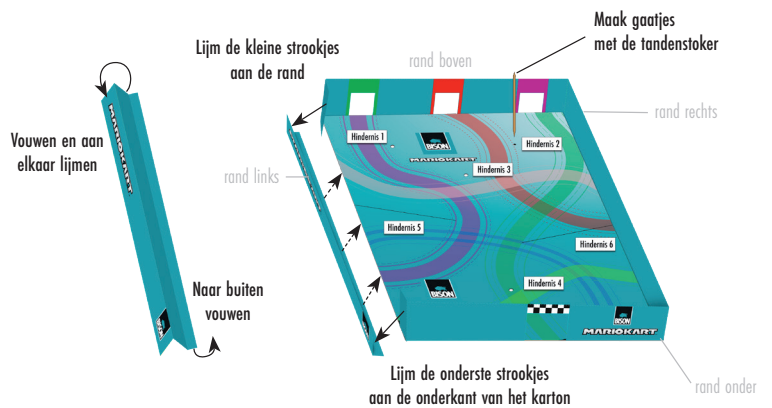 Maak gaatjes
met de tandenstoker
Lijm de kleine strookjes
aan de rand
rand boven
rand rechts
Vouwen en aan
elkaar lijmen
MARIOKART
rand links
Hindernis 1
BISON
MARIOKART
Hindernis 2
Hindernis 3
Hindernis 5
Hindernis 6
Hindernis 4
BISON
Naar buiten
vouwen
BISON
MARIOKART
Lijm de onderste strookjes
aan de onderkant van het karton
rand onder